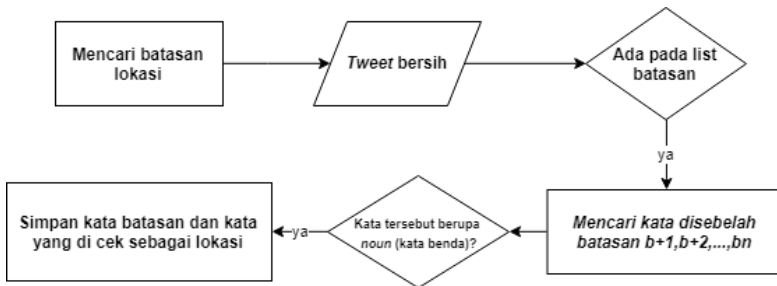 Mencari batasan
lokasi
Tweet bersih
Ada pada list
batasan
ya
Mencari kata disebelah
batasan b+1,b+2,...,bn
Kata tersebut berupa
noun (kata benda)?
ya
Simpan kata batasan dan kata
yang di cek sebagai lokasi